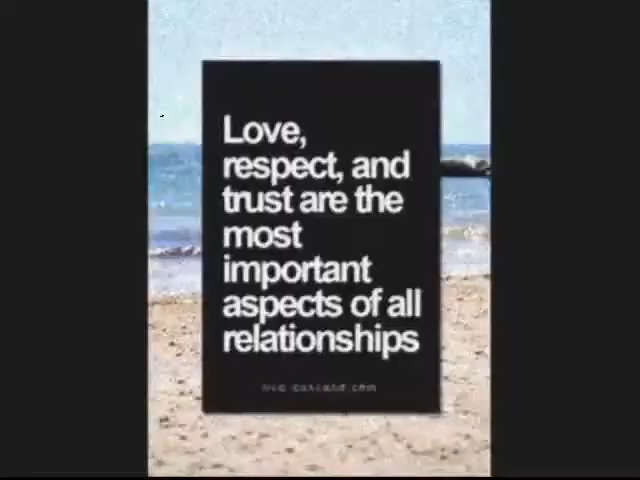 Love,
respect, and
trust are the
most
important
aspects of all
relationships